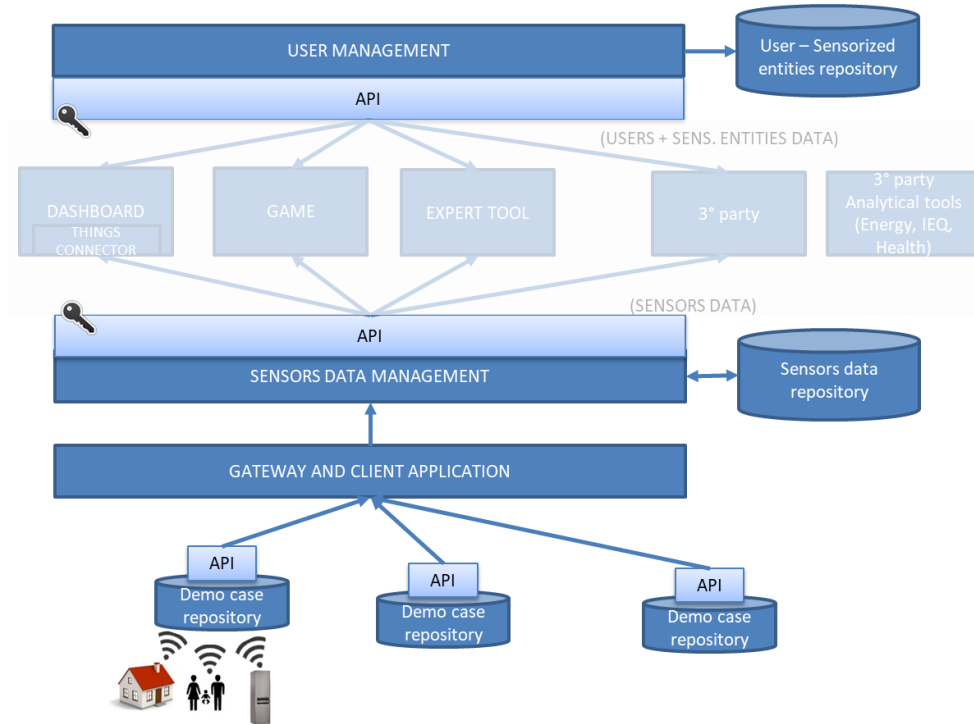 USER MANAGEMENT
User – Sensorized
entities repository
API
(USERS + SENS. ENTITIES DATA)
DASHBOARD
THINGS
CONNECTOR
GAME
EXPERT TOOL
3° party
3° party
Analytical tools
(Energy, IEQ,
Health)
(SENSORS DATA)
API
SENSORS DATA MANAGEMENT
Sensors data
repository
GATEWAY AND CLIENT APPLICATION
API
Demo case
repository
API
Demo case
repository
API
Demo case
repository